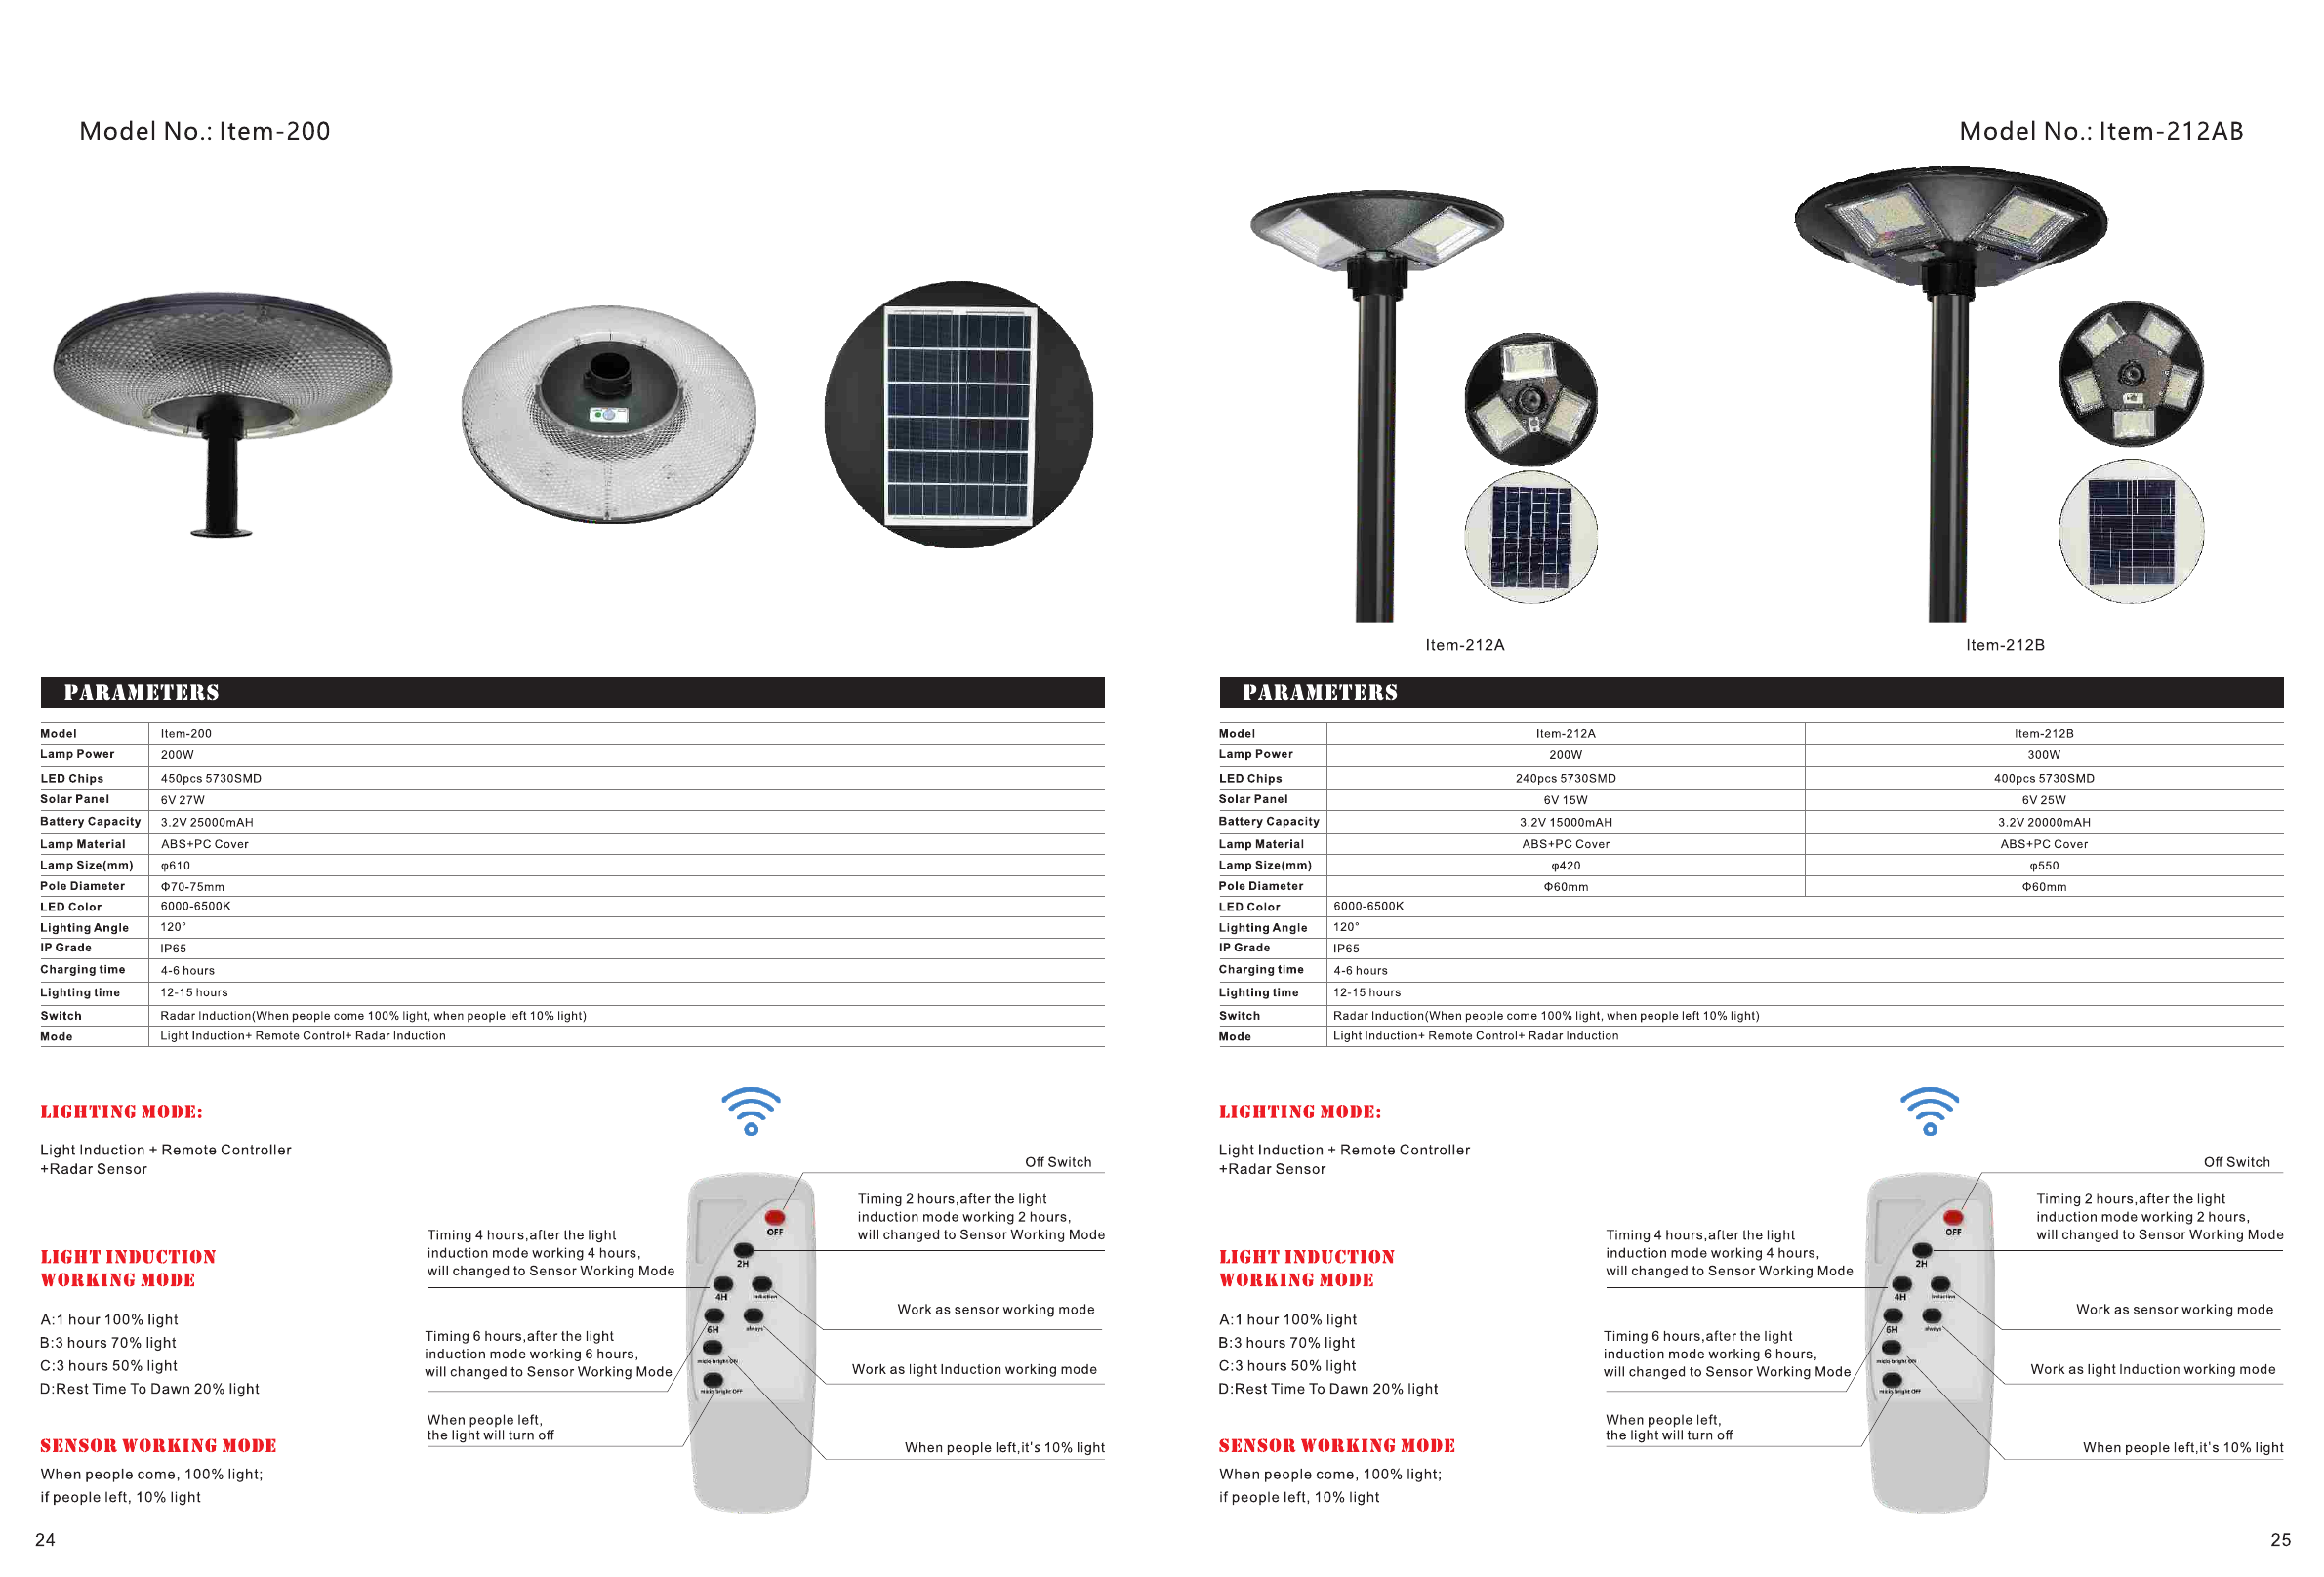 Model No.: Item-200
PARAMETERS
Model Item-200
Lamp Power 200W
LED Chips 450pcs 5730SMD
Solar Panel 6V 27W
Battery Capacity 3.2V 25000mAH
Lamp Material ABS+PC Cover
Lamp Size(mm) φ610
Pole Diameter Φ70-75mm
LED Color 6000-6500K
Lighting Angle 120°
IP Grade IP65
Charging time 4-6 hours
Lighting time 12-15 hours
Switch Radar Induction(When people come 100% light, when people left 10% light)
Mode Light Induction+ Remote Control+ Radar Induction
LIGHTING MODE:
Light Induction + Remote Controller
+Radar Sensor
LIGHT INDUCTION
WORKING MODE
A:1 hour 100% light
B:3 hours 70% light
C:3 hours 50% light
D:Rest Time To Dawn 20% light
SENSOR WORKING MODE
When people come, 100% light;
if people left, 10% light
Timing 4 hours,after the light
induction mode working 4 hours,
will changed to Sensor Working Mode
Timing 6 hours,after the light
induction mode working 6 hours,
will changed to Sensor Working Mode
When people left,
the light will turn off
OFF
2H
4H induction
6H always
micro bright ON
micro bright OFF
Off Switch
Timing 2 hours,after the light
induction mode working 2 hours,
will changed to Sensor Working Mode
Work as sensor working mode
Work as light Induction working mode
When people left,it's 10% light
24
Model No.: Item-212AB
Item-212A Item-212B
PARAMETERS
Model Item-212A Item-212B
Lamp Power 200W 300W
LED Chips 240pcs 5730SMD 400pcs 5730SMD
Solar Panel 6V 15W 6V 25W
Battery Capacity 3.2V 15000mAH 3.2V 20000mAH
Lamp Material ABS+PC Cover ABS+PC Cover
Lamp Size(mm) φ420 φ550
Pole Diameter Φ60mm Φ60mm
LED Color 6000-6500K
Lighting Angle 120°
IP Grade IP65
Charging time 4-6 hours
Lighting time 12-15 hours
Switch Radar Induction(When people come 100% light, when people left 10% light)
Mode Light Induction+ Remote Control+ Radar Induction
LIGHTING MODE:
Light Induction + Remote Controller
+Radar Sensor
LIGHT INDUCTION
WORKING MODE
A:1 hour 100% light
B:3 hours 70% light
C:3 hours 50% light
D:Rest Time To Dawn 20% light
SENSOR WORKING MODE
When people come, 100% light;
if people left, 10% light
Timing 4 hours,after the light
induction mode working 4 hours,
will changed to Sensor Working Mode
Timing 6 hours,after the light
induction mode working 6 hours,
will changed to Sensor Working Mode
When people left,
the light will turn off
OFF
2H
4H induction
6H always
micro bright ON
micro bright OFF
Off Switch
Timing 2 hours,after the light
induction mode working 2 hours,
will changed to Sensor Working Mode
Work as sensor working mode
Work as light Induction working mode
When people left,it's 10% light
25